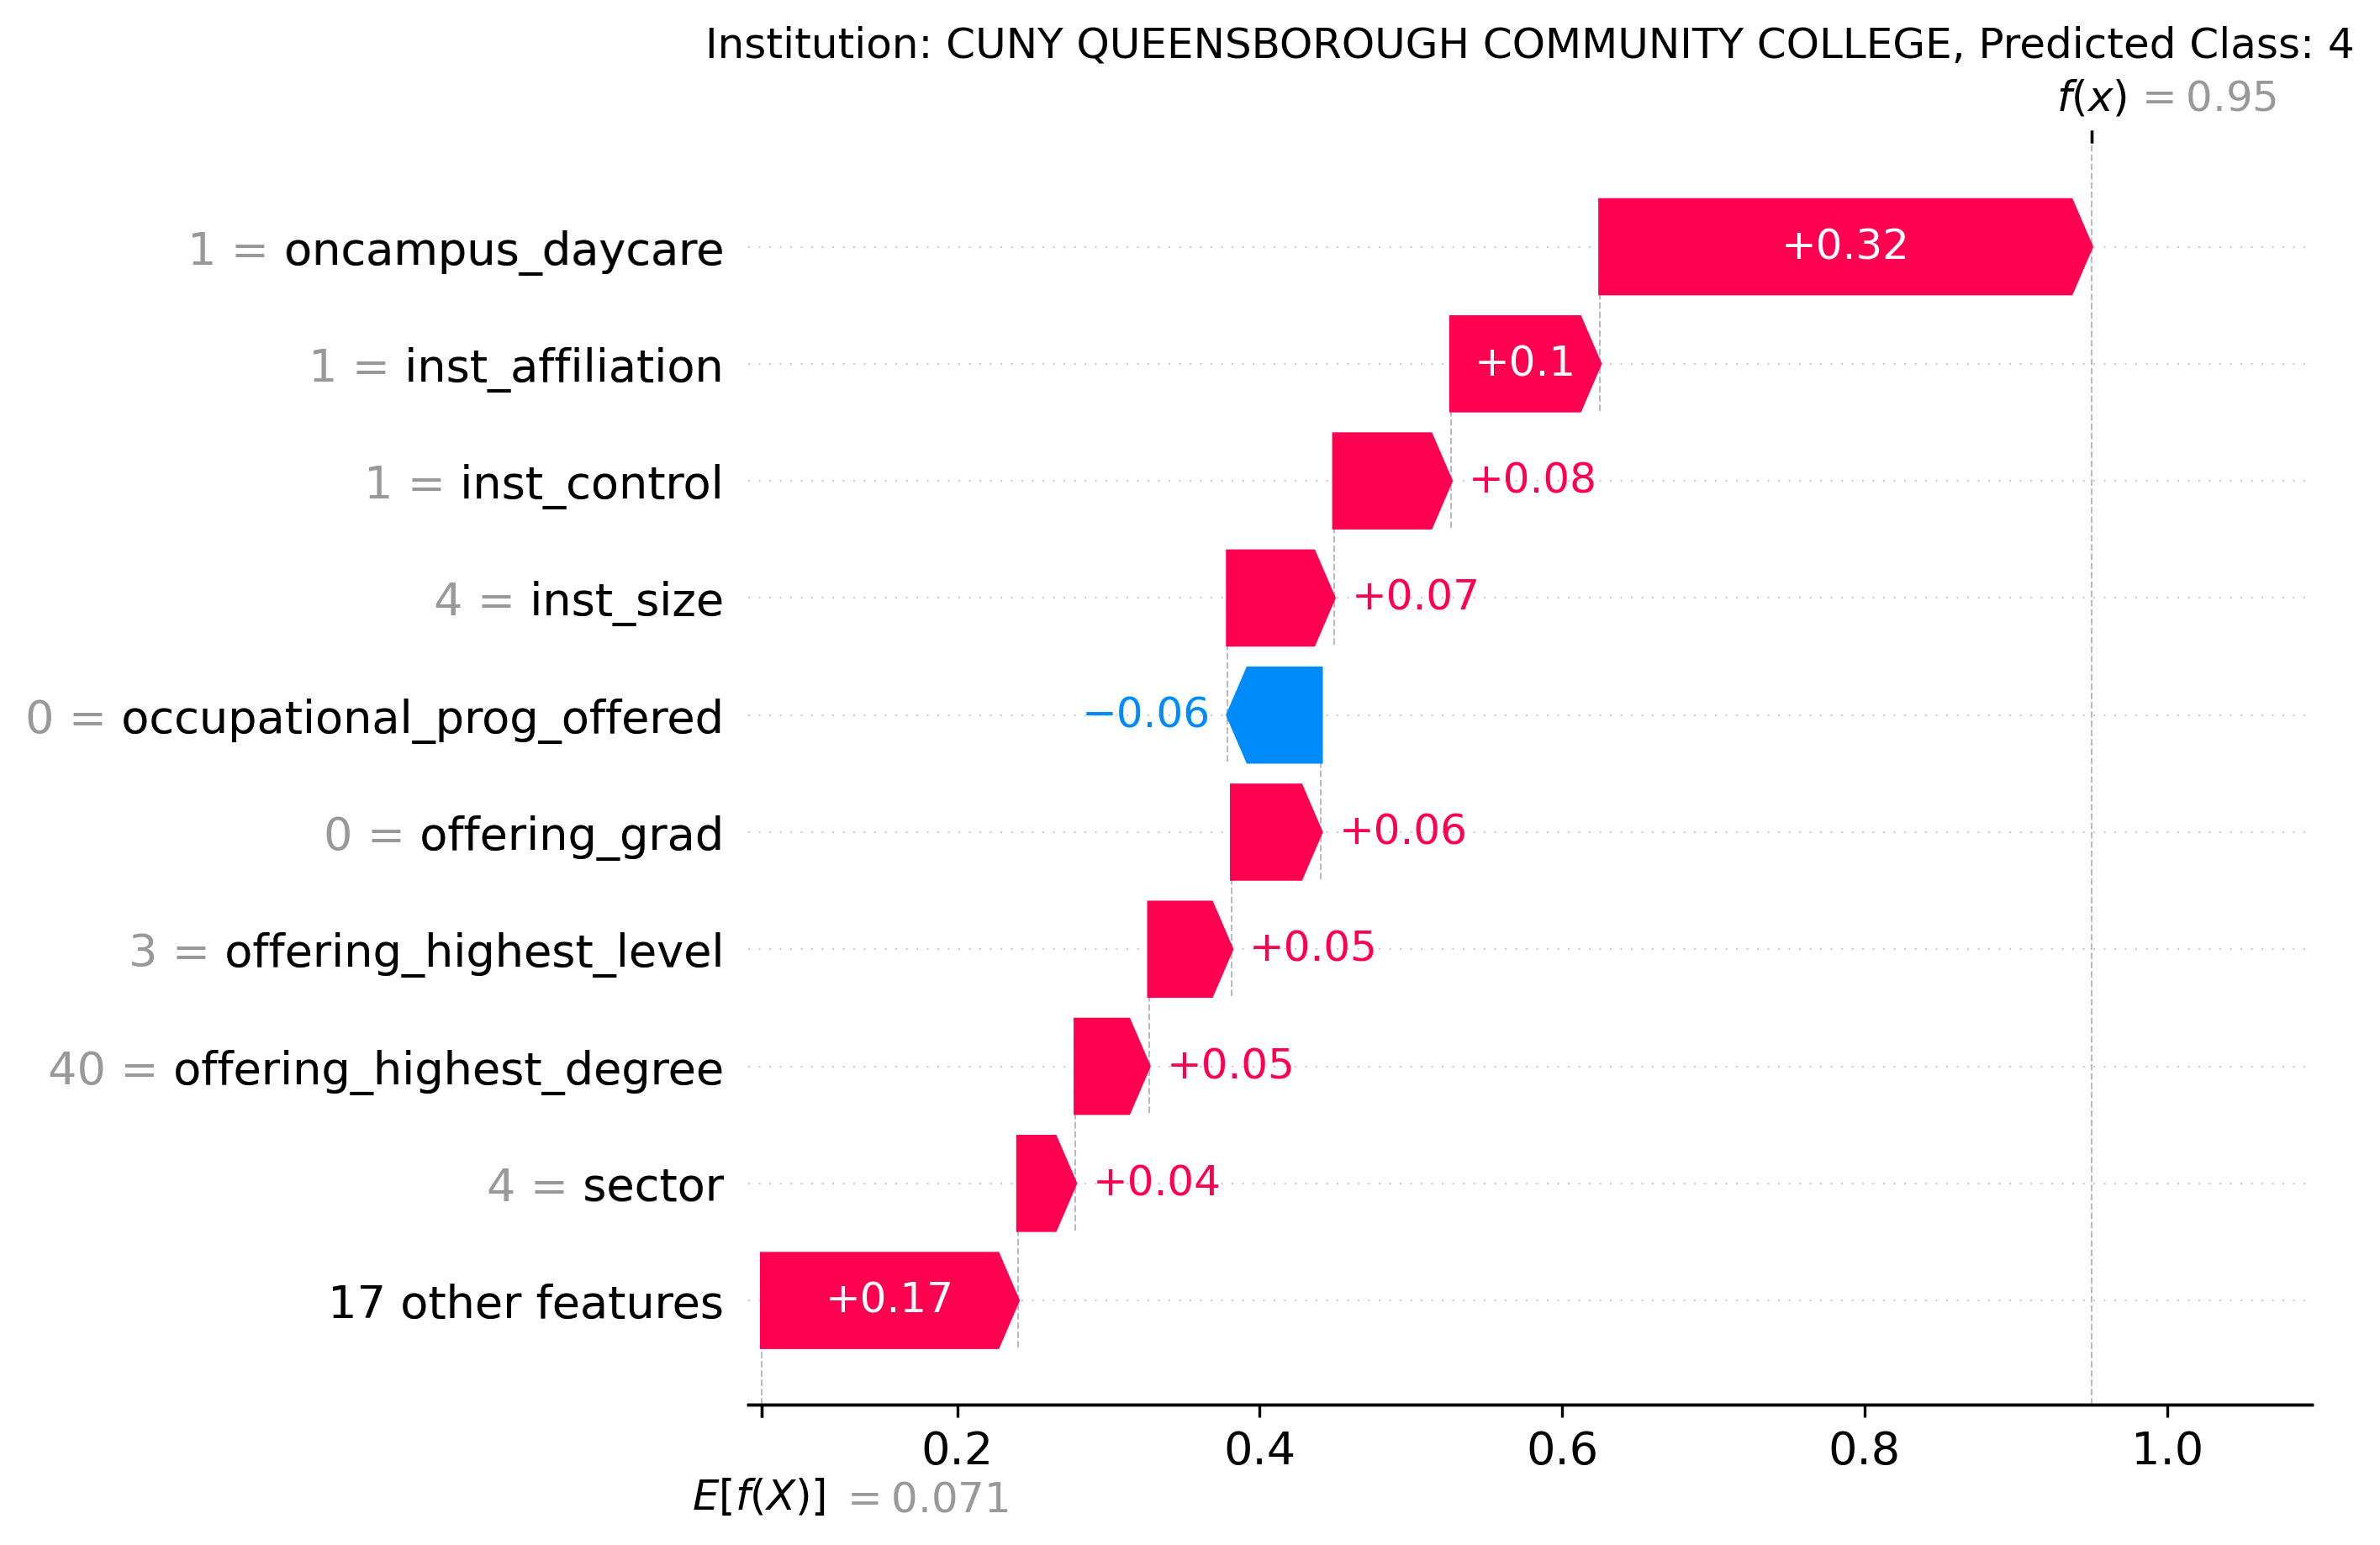 Institution: CUNY QUEENSBOROUGH COMMUNITY COLLEGE, Predicted Class: 4
f(x) = 0.95
1 = oncampus_daycare +0.32
1 = inst_affiliation +0.1
1 = inst_control +0.08
4 = inst_size +0.07
0 = occupational_prog_offered −0.06
0 = offering_grad +0.06
3 = offering_highest_level +0.05
40 = offering_highest_degree +0.05
4 = sector +0.04
17 other features +0.17
0.2 0.4 0.6 0.8 1.0
E[f(X)] = 0.071